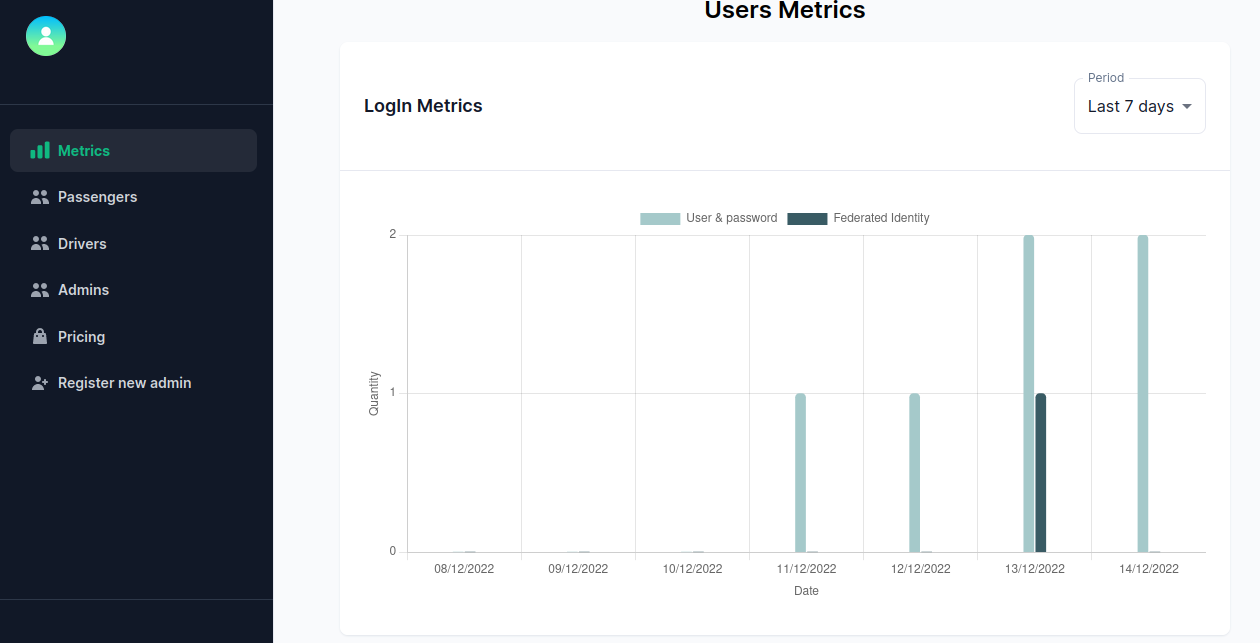 Metrics
Passengers
Drivers
Admins
Pricing
Register new admin
Users Metrics
LogIn Metrics
Period
Last 7 days
User & password
Federated Identity
2
1
0
Quantity
08/12/2022
09/12/2022
10/12/2022
11/12/2022
12/12/2022
13/12/2022
14/12/2022
Date